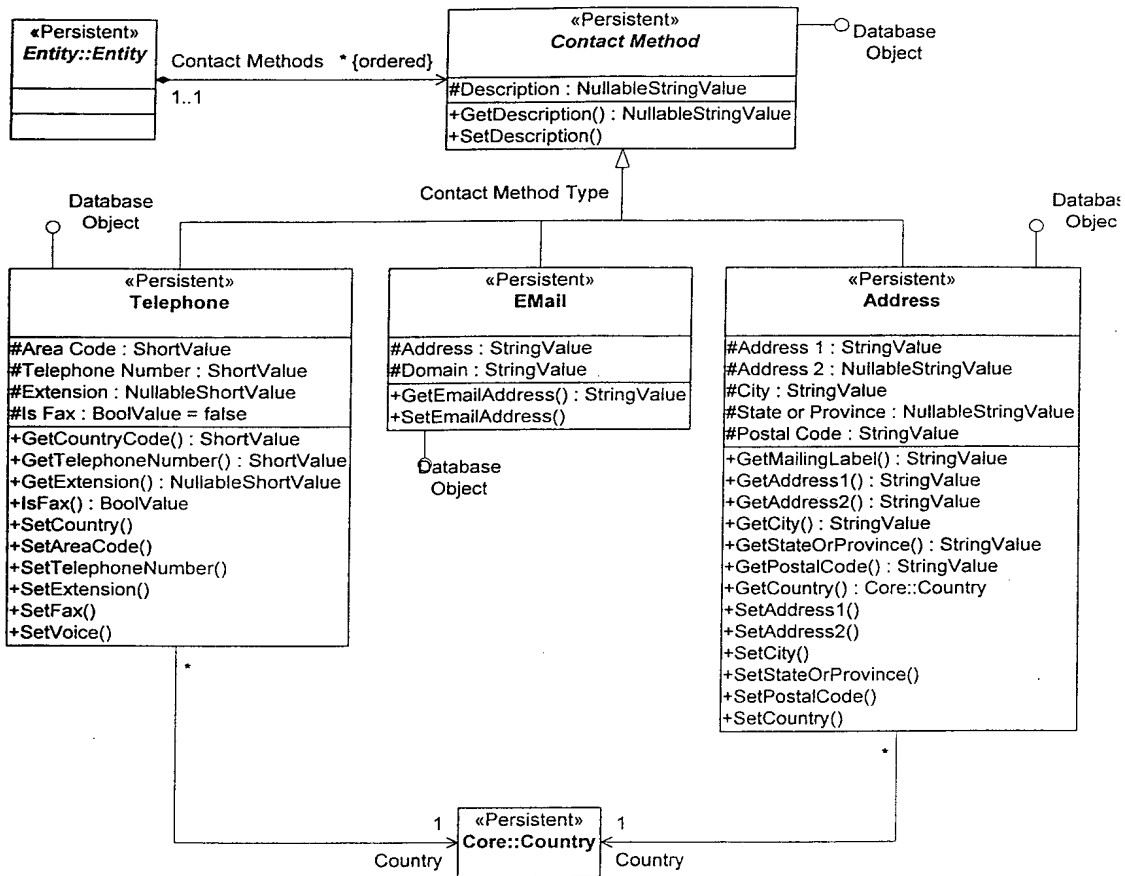 «Persistent»
Entity::Entity
Contact Methods * {ordered}
1..1
«Persistent»
Contact Method
#Description : NullableStringValue
+GetDescription() : NullableStringValue
+SetDescription()
Database
Object
Contact Method Type
Database
Object
«Persistent»
Telephone
#Area Code : ShortValue
#Telephone Number : ShortValue
#Extension : NullableShortValue
#Is Fax : BoolValue = false
+GetCountryCode() : ShortValue
+GetTelephoneNumber() : ShortValue
+GetExtension() : NullableShortValue
+IsFax() : BoolValue
+SetCountry()
+SetAreaCode()
+SetTelephoneNumber()
+SetExtension()
+SetFax()
+SetVoice()
«Persistent»
EMail
#Address : StringValue
#Domain : StringValue
+GetEmailAddress() : StringValue
+SetEmailAddress()
Database
Object
Databas
Objec
«Persistent»
Address
#Address 1 : StringValue
#Address 2 : NullableStringValue
#City : StringValue
#State or Province : NullableStringValue
#Postal Code : StringValue
+GetMailingLabel() : StringValue
+GetAddress1() : StringValue
+GetAddress2() : StringValue
+GetCity() : StringValue
+GetStateOrProvince() : StringValue
+GetPostalCode() : StringValue
+GetCountry() : Core::Country
+SetAddress1()
+SetAddress2()
+SetCity()
+SetStateOrProvince()
+SetPostalCode()
+SetCountry()
*
*
1
Country
«Persistent»
Core::Country
1
Country